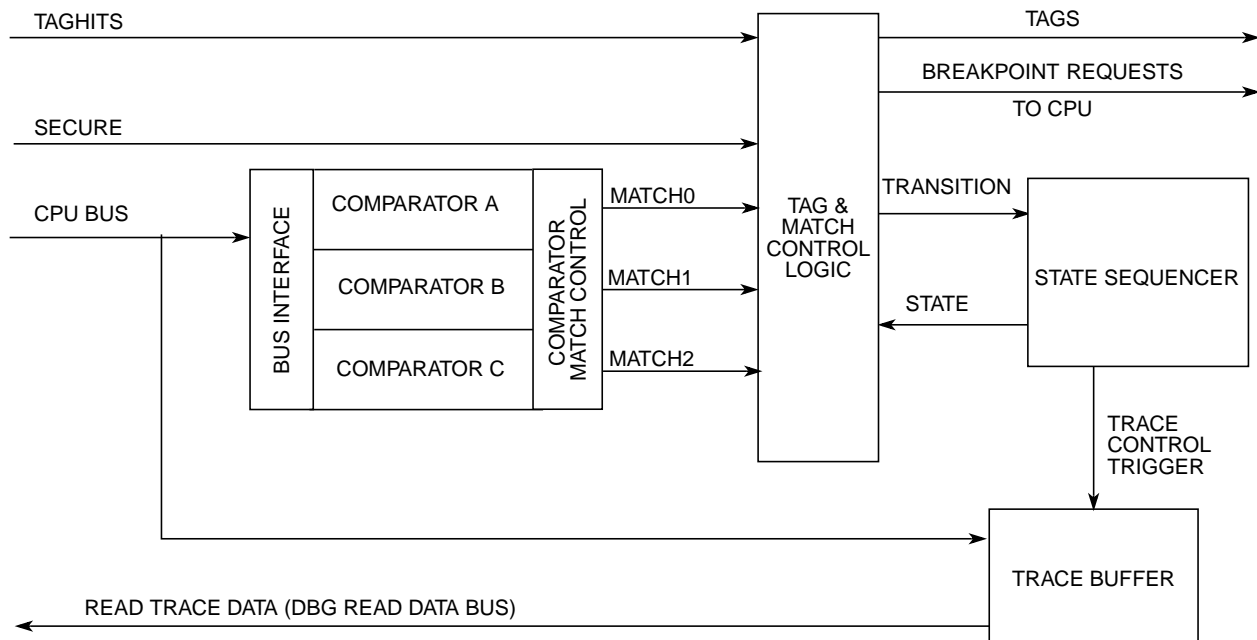 TAGHITS
TAGS
BREAKPOINT REQUESTS
TO CPU
SECURE
CPU BUS
BUS INTERFACE
COMPARATOR A
COMPARATOR B
COMPARATOR C
COMPARATOR
MATCH CONTROL
MATCH0
MATCH1
MATCH2
TAG &
MATCH
CONTROL
LOGIC
TRANSITION
STATE
STATE SEQUENCER
TRACE
CONTROL
TRIGGER
TRACE BUFFER
READ TRACE DATA (DBG READ DATA BUS)